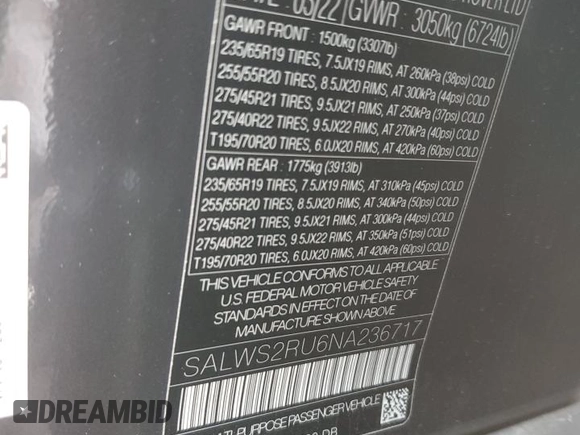 03/22 GVWR : 3050kg (6724lb)
GAWR FRONT : 1500kg (3307lb)
235/65R19 TIRES, 7.5JX19 RIMS, AT 260kPa (38psi) COLD
255/55R20 TIRES, 8.5JX20 RIMS, AT 300kPa (44psi) COLD
275/45R21 TIRES, 9.5JX21 RIMS, AT 250kPa (37psi) COLD
275/40R22 TIRES, 9.5JX22 RIMS, AT 270kPa (40psi) COLD
T195/70R20 TIRES, 6.0JX20 RIMS, AT 420kPa (60psi) COLD
GAWR REAR : 1775kg (3913lb)
235/65R19 TIRES, 7.5JX19 RIMS, AT 310kPa (45psi) COLD
255/55R20 TIRES, 8.5JX20 RIMS, AT 340kPa (50psi) COLD
275/45R21 TIRES, 9.5JX21 RIMS, AT 300kPa (44psi) COLD
275/40R22 TIRES, 9.5JX22 RIMS, AT 350kPa (51psi) COLD
T195/70R20 TIRES, 6.0JX20 RIMS, AT 420kPa (60psi) COLD
THIS VEHICLE CONFORMS TO ALL APPLICABLE
U.S. FEDERAL MOTOR VEHICLE SAFETY
STANDARDS IN EFFECT ON THE DATE OF
MANUFACTURE SHOWN ABOVE
SALWS2RU6NA236717
PURPOSE PASSENGER VEHICLE
DREAMBID